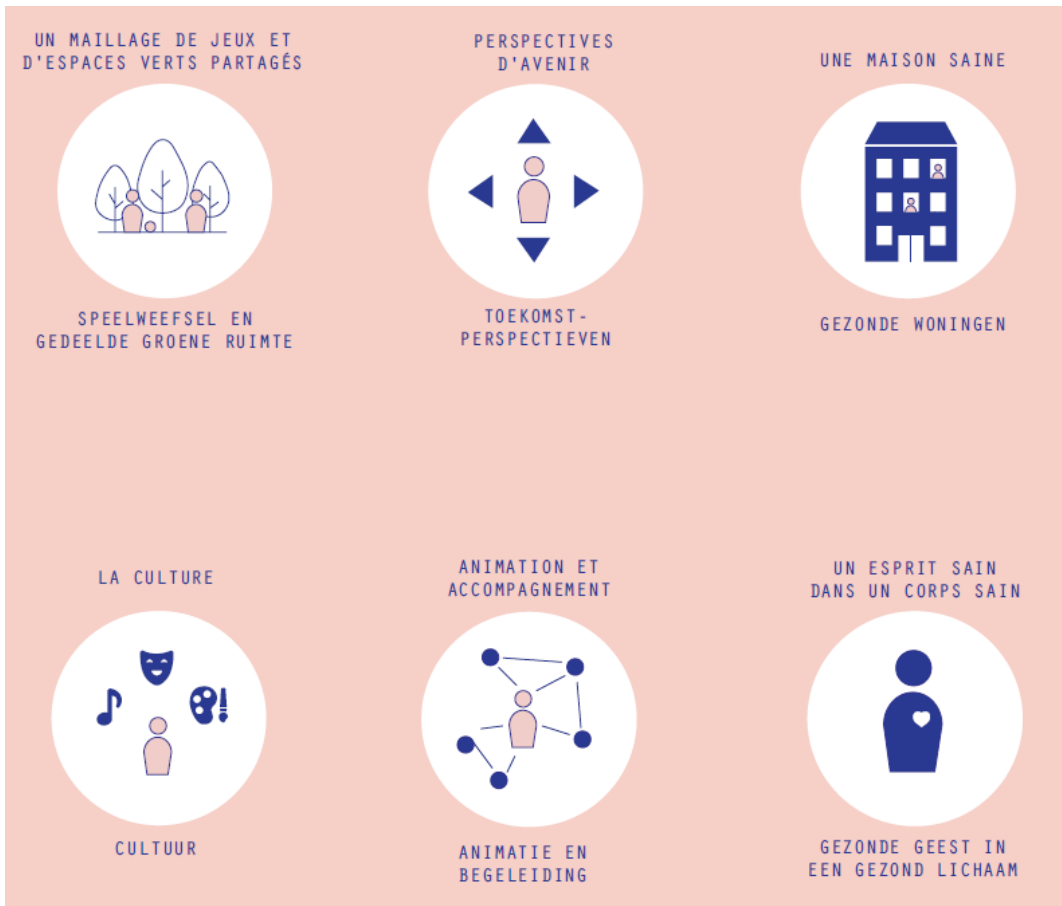 UN MAILLAGE DE JEUX ET
D'ESPACES VERTS PARTAGÉS
SPEELWEEFSEL EN
GEDEELDE GROENE RUIMTE
PERSPECTIVES
D'AVENIR
TOEKOMST-
PERSPECTIEVEN
UNE MAISON SAINE
GEZONDE WONINGEN
LA CULTURE
CULTUUR
ANIMATION ET
ACCOMPAGNEMENT
ANIMATIE EN
BEGELEIDING
UN ESPRIT SAIN
DANS UN CORPS SAIN
GEZONDE GEEST IN
EEN GEZOND LICHAAM